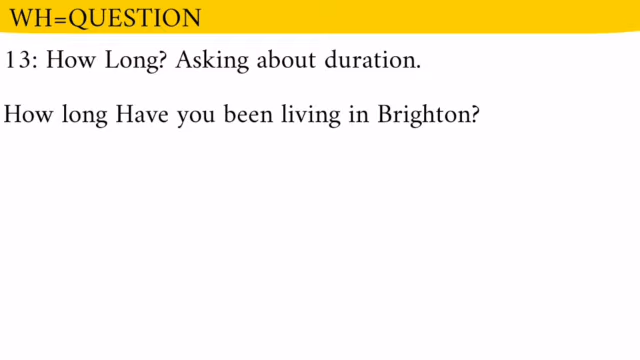 WH=QUESTION
13: How Long? Asking about duration.
How long Have you been living in Brighton?